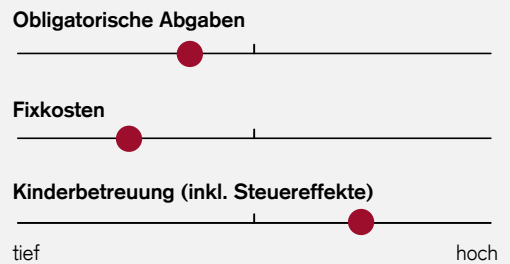 Obligatorische Abgaben
Fixkosten
Kinderbetreuung (inkl. Steuereffekte)
tief hoch